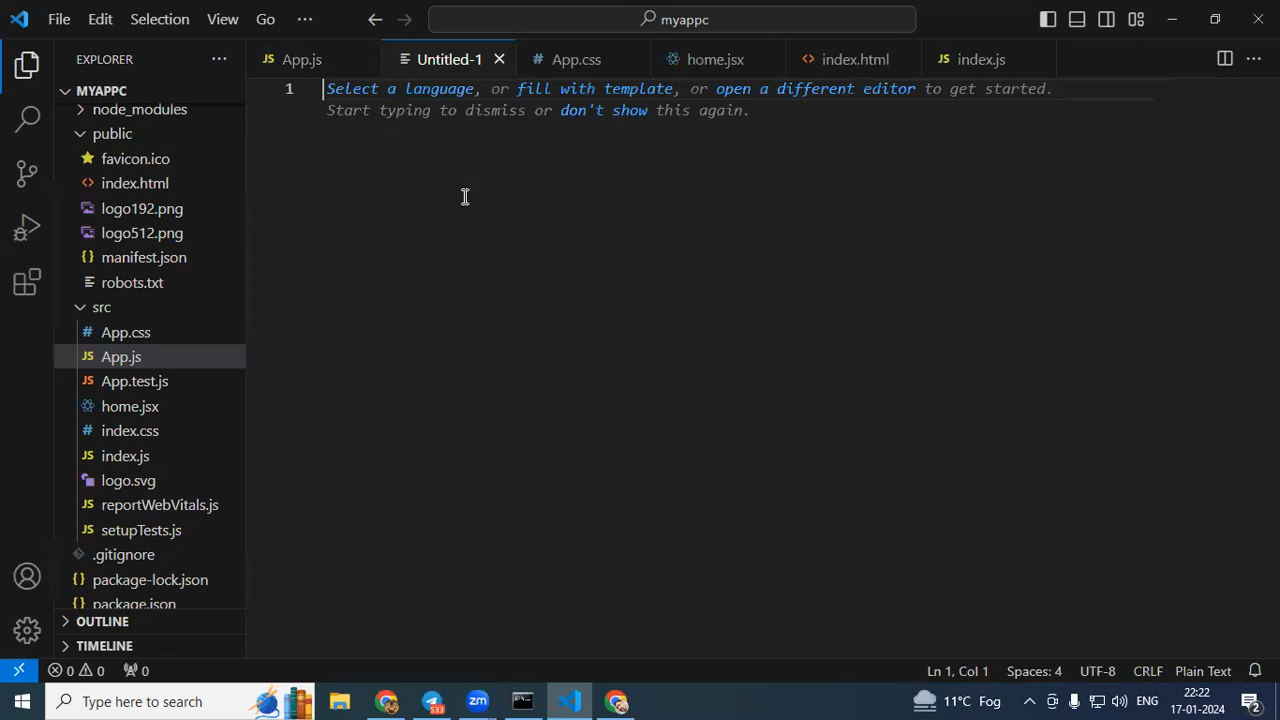 File Edit Selection View Go ··· myappc
EXPLORER ···
App.js Untitled-1 App.css home.jsx index.html index.js ···
MYAPPC
node_modules
public
favicon.ico
index.html
logo192.png
logo512.png
manifest.json
robots.txt
src
App.css
App.js
App.test.js
home.jsx
index.css
index.js
logo.svg
reportWebVitals.js
setupTests.js
.gitignore
package-lock.json
package.json
OUTLINE
TIMELINE
1 Select a language, or fill with template, or open a different editor to get started.
Start typing to dismiss or don't show this again.
0 0 0 Ln 1, Col 1 Spaces: 4 UTF-8 CRLF Plain Text
Type here to search 533 zm 11°C Fog ENG 22:22
17-01-2024 2